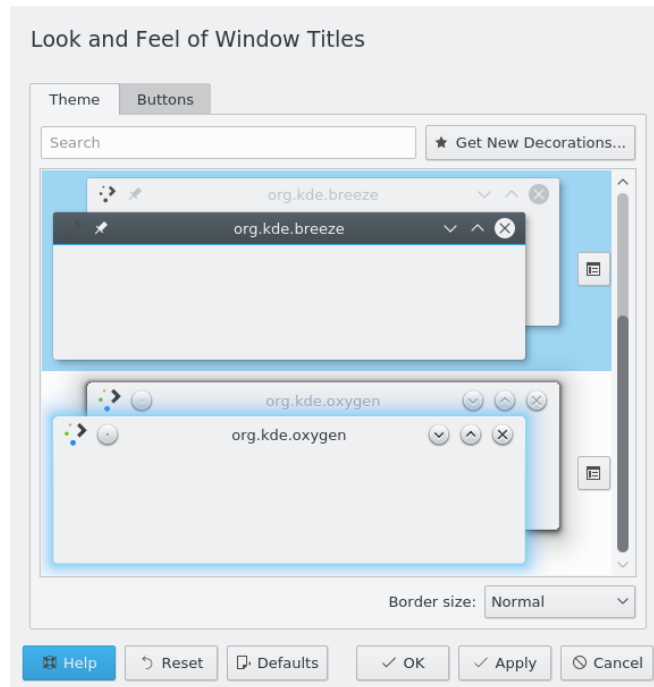 Look and Feel of Window Titles
Theme Buttons
Search Get New Decorations...
org.kde.breeze
org.kde.breeze
org.kde.oxygen
org.kde.oxygen
Border size: Normal
Help Reset Defaults OK Apply Cancel